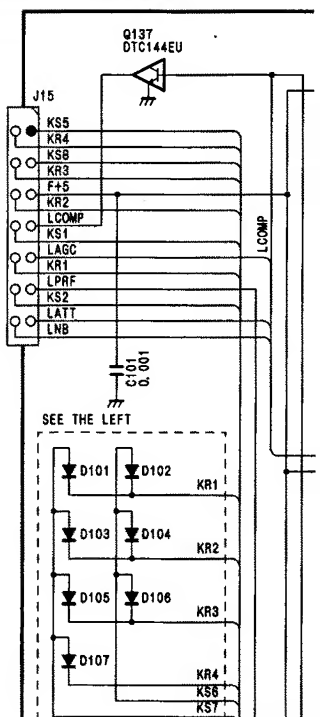 Q137
DTC144EU
J15
KS5
KR4
KS6
KR3
F+5
KR2
LCOMP
KS1
LAGC
KR1
LPRF
KS2
LATT
LNB
LCOMP
C101
0.001
SEE THE LEFT
D101 D102
KR1
D103 D104
KR2
D105 D106
KR3
D107
KR4
KS6
KS7